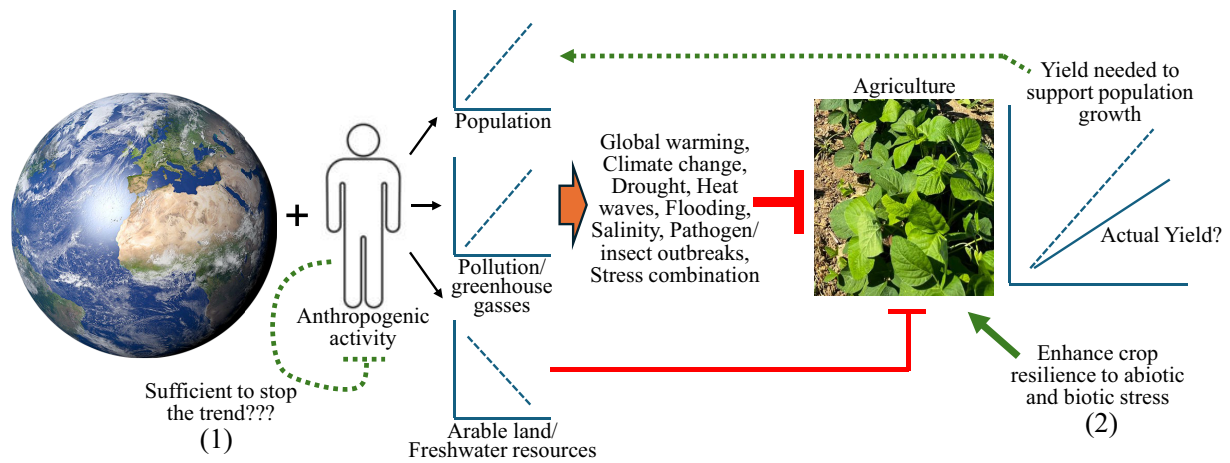 +
Anthropogenic
activity
Sufficient to stop
the trend???
(1)
Population
Pollution/
greenhouse
gasses
Arable land/
Freshwater resources
Global warming,
Climate change,
Drought, Heat
waves, Flooding,
Salinity, Pathogen/
insect outbreaks,
Stress combination
Agriculture
Yield needed to
support population
growth
Actual Yield?
Enhance crop
resilience to abiotic
and biotic stress
(2)